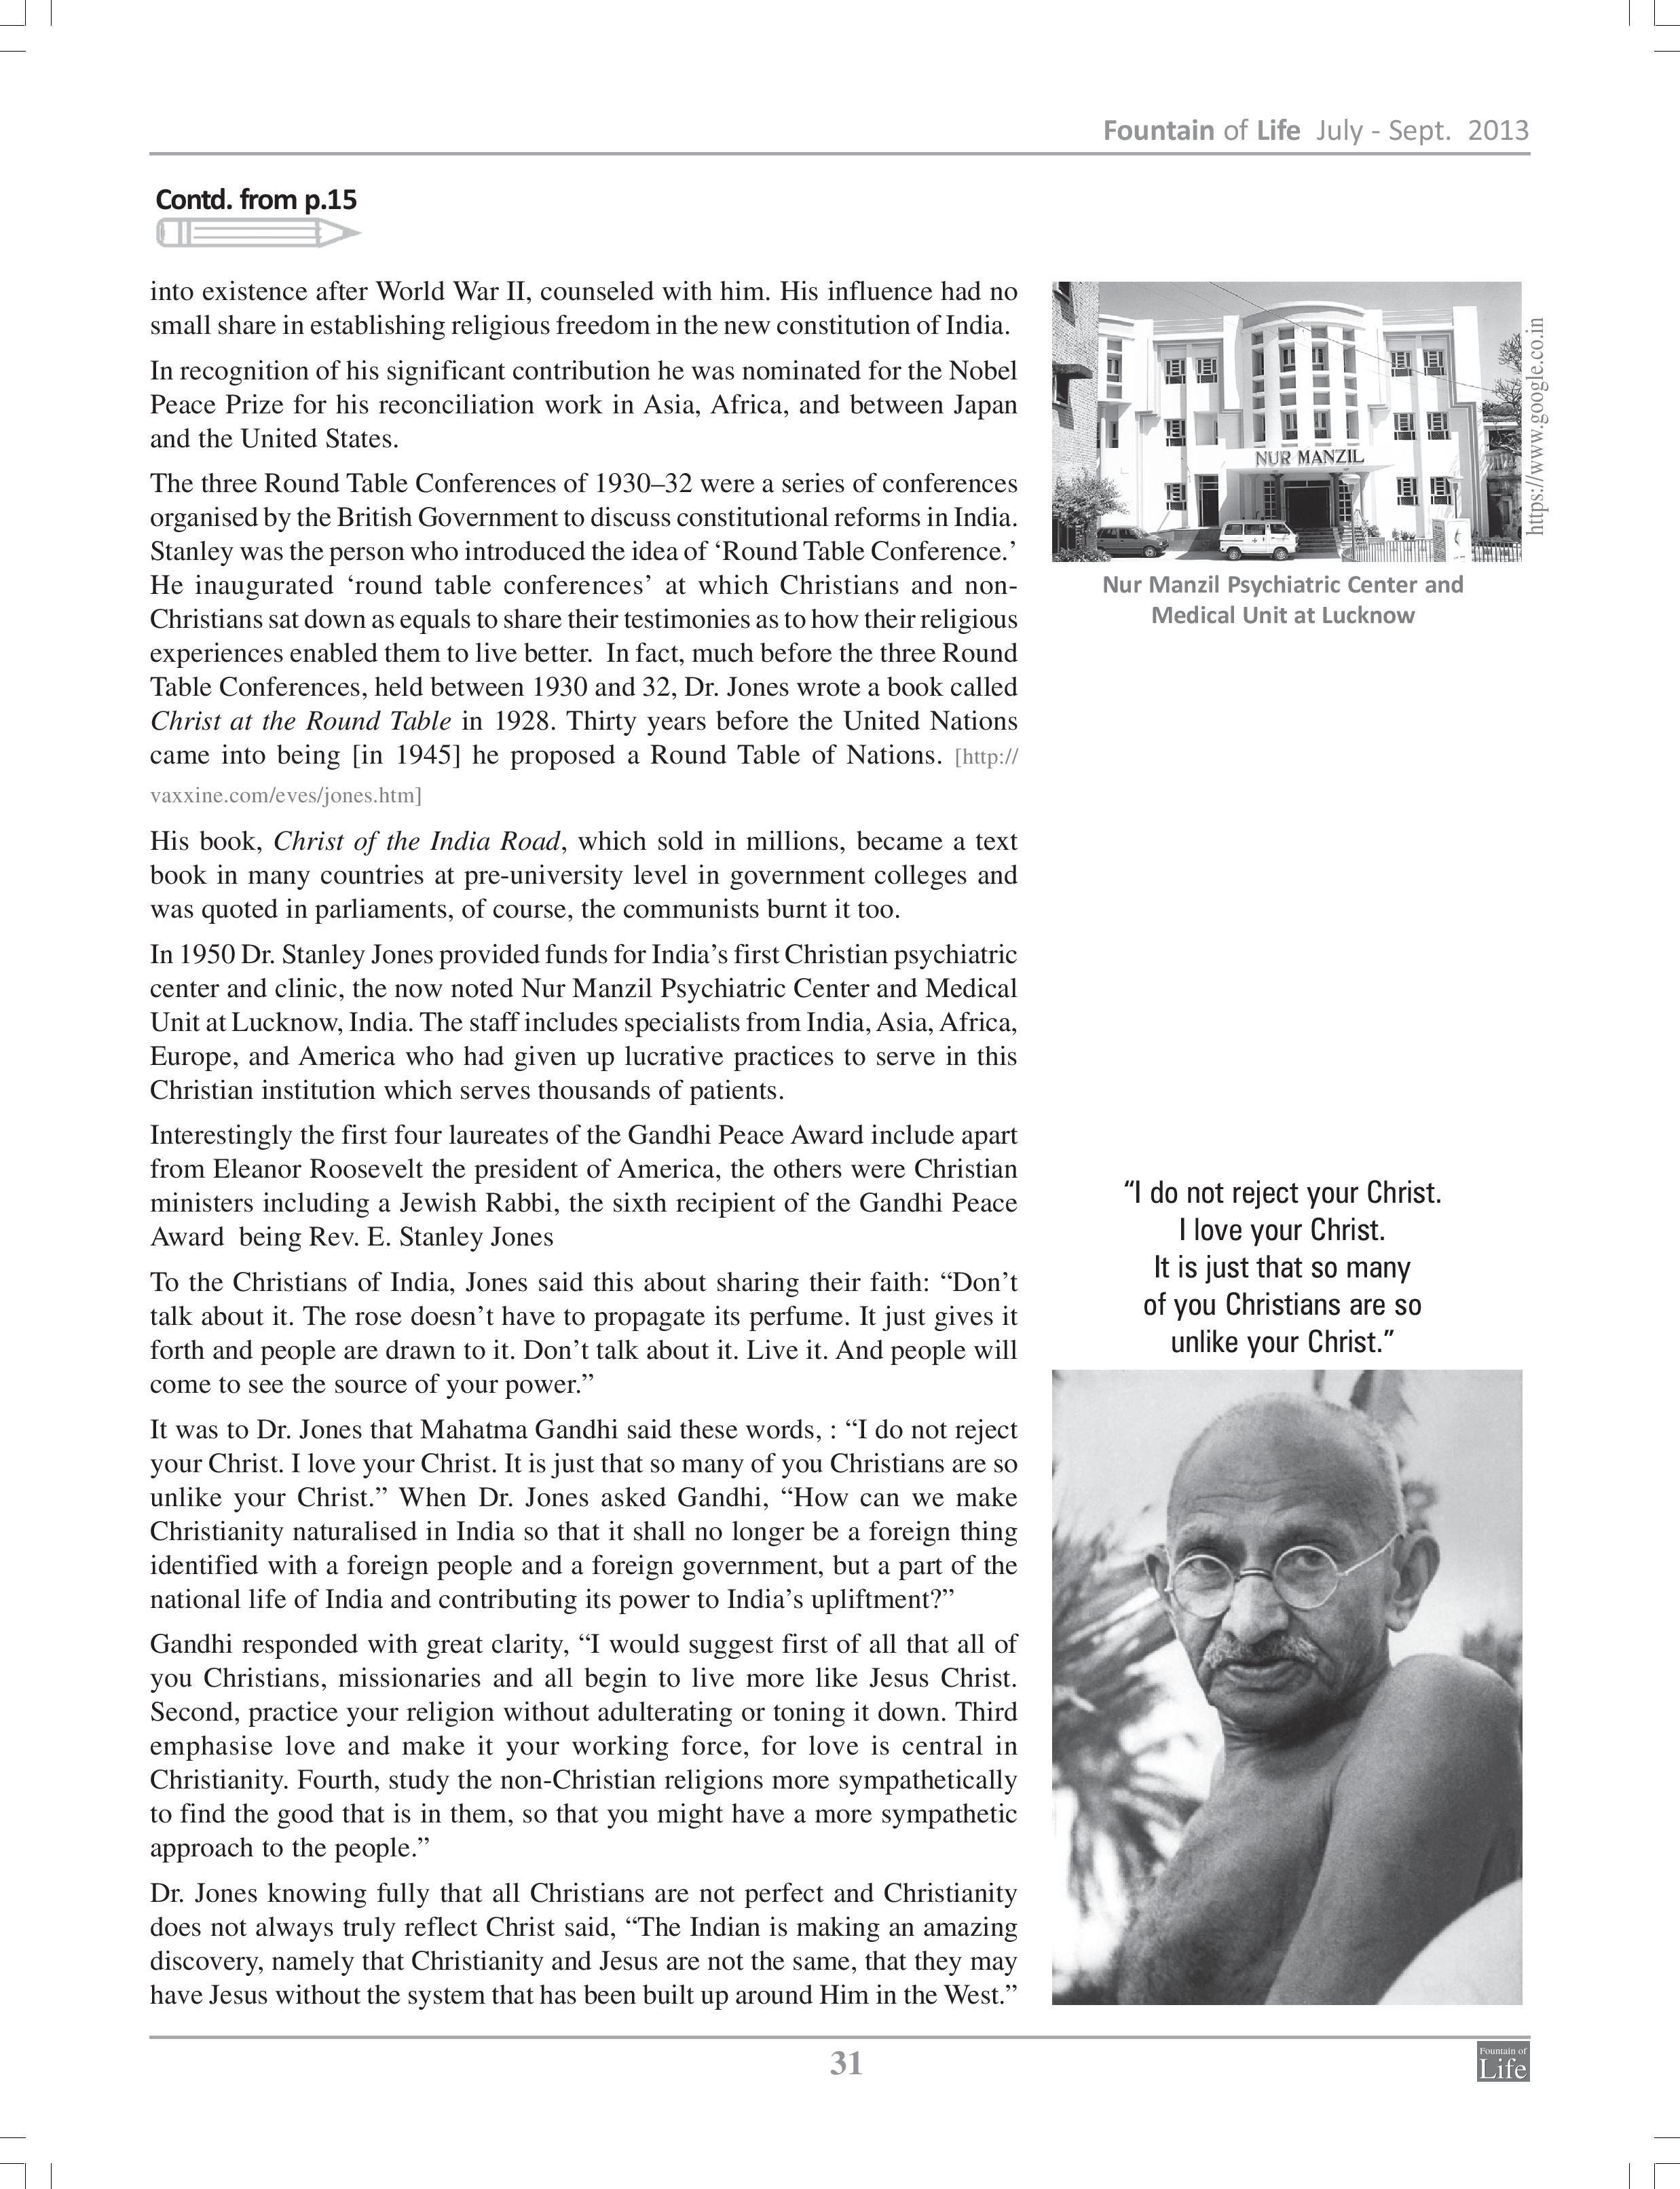 Fountain of Life July - Sept. 2013
Contd. from p.15
into existence after World War II, counseled with him. His influence had no
small share in establishing religious freedom in the new constitution of India.
In recognition of his significant contribution he was nominated for the Nobel
Peace Prize for his reconciliation work in Asia, Africa, and between Japan
and the United States.
The three Round Table Conferences of 1930–32 were a series of conferences
organised by the British Government to discuss constitutional reforms in India.
Stanley was the person who introduced the idea of ‘Round Table Conference.’
He inaugurated ‘round table conferences’ at which Christians and non-
Christians sat down as equals to share their testimonies as to how their religious
experiences enabled them to live better. In fact, much before the three Round
Table Conferences, held between 1930 and 32, Dr. Jones wrote a book called
Christ at the Round Table in 1928. Thirty years before the United Nations
came into being [in 1945] he proposed a Round Table of Nations. [http://
vaxxine.com/eves/jones.htm]
His book, Christ of the India Road, which sold in millions, became a text
book in many countries at pre-university level in government colleges and
was quoted in parliaments, of course, the communists burnt it too.
In 1950 Dr. Stanley Jones provided funds for India’s first Christian psychiatric
center and clinic, the now noted Nur Manzil Psychiatric Center and Medical
Unit at Lucknow, India. The staff includes specialists from India, Asia, Africa,
Europe, and America who had given up lucrative practices to serve in this
Christian institution which serves thousands of patients.
Interestingly the first four laureates of the Gandhi Peace Award include apart
from Eleanor Roosevelt the president of America, the others were Christian
ministers including a Jewish Rabbi, the sixth recipient of the Gandhi Peace
Award being Rev. E. Stanley Jones
To the Christians of India, Jones said this about sharing their faith: “Don’t
talk about it. The rose doesn’t have to propagate its perfume. It just gives it
forth and people are drawn to it. Don’t talk about it. Live it. And people will
come to see the source of your power.”
It was to Dr. Jones that Mahatma Gandhi said these words, : “I do not reject
your Christ. I love your Christ. It is just that so many of you Christians are so
unlike your Christ.” When Dr. Jones asked Gandhi, “How can we make
Christianity naturalised in India so that it shall no longer be a foreign thing
identified with a foreign people and a foreign government, but a part of the
national life of India and contributing its power to India’s upliftment?”
Gandhi responded with great clarity, “I would suggest first of all that all of
you Christians, missionaries and all begin to live more like Jesus Christ.
Second, practice your religion without adulterating or toning it down. Third
emphasise love and make it your working force, for love is central in
Christianity. Fourth, study the non-Christian religions more sympathetically
to find the good that is in them, so that you might have a more sympathetic
approach to the people.”
Dr. Jones knowing fully that all Christians are not perfect and Christianity
does not always truly reflect Christ said, “The Indian is making an amazing
discovery, namely that Christianity and Jesus are not the same, that they may
have Jesus without the system that has been built up around Him in the West.”
NUR MANZIL
https://www.google.co.in
Nur Manzil Psychiatric Center and
Medical Unit at Lucknow
“I do not reject your Christ.
I love your Christ.
It is just that so many
of you Christians are so
unlike your Christ.”
31
Fountain of
Life